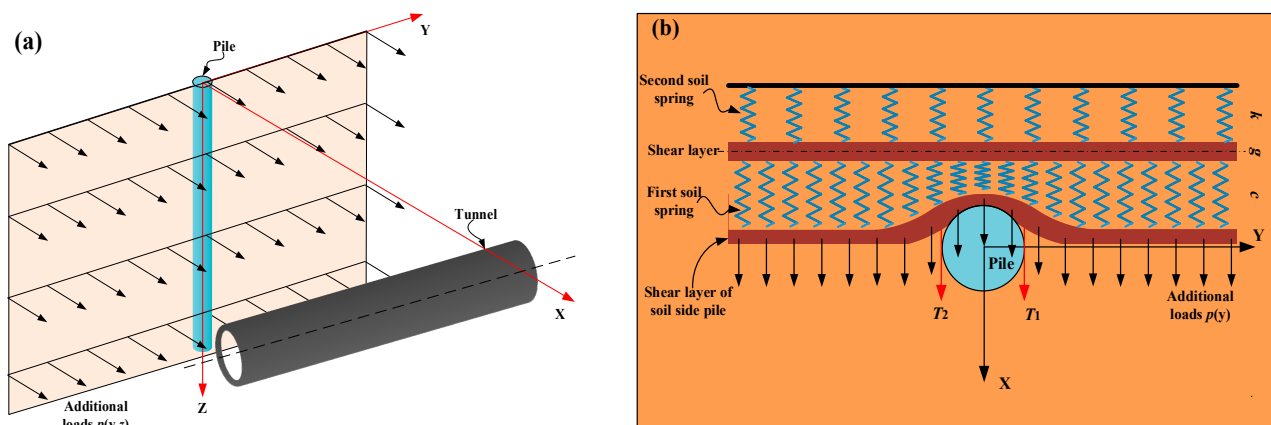 (a)
Y
Pile
Tunnel
X
Z
Additional
loads p(y,z)
(b)
Second soil
spring
k
Shear layer
g
First soil
spring
c
Y
Pile
Shear layer of
soil side pile
T2
T1
Additional
loads p(y)
X